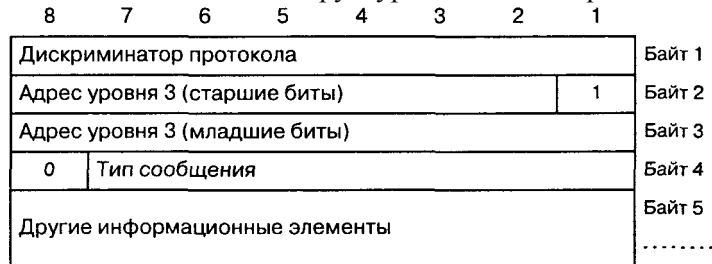 8 7 6 5 4 3 2 1
Дискриминатор протокола Байт 1
Адрес уровня 3 (старшие биты) 1 Байт 2
Адрес уровня 3 (младшие биты) Байт 3
0 Тип сообщения Байт 4
Байт 5
Другие информационные элементы
........